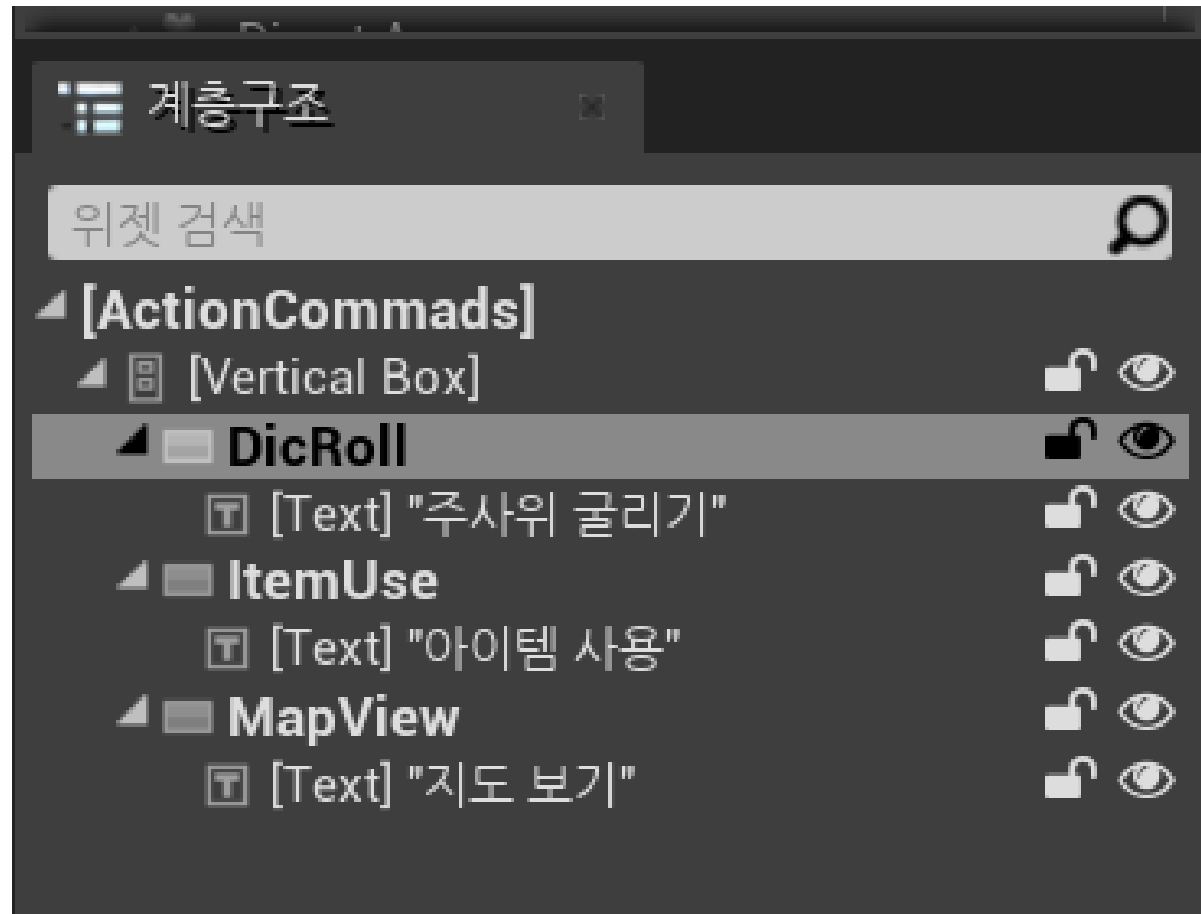 계층구조
위젯 검색
[ActionCommads]
[Vertical Box]
DicRoll
[Text] "주사위 굴리기"
ItemUse
[Text] "아이템 사용"
MapView
[Text] "지도 보기"